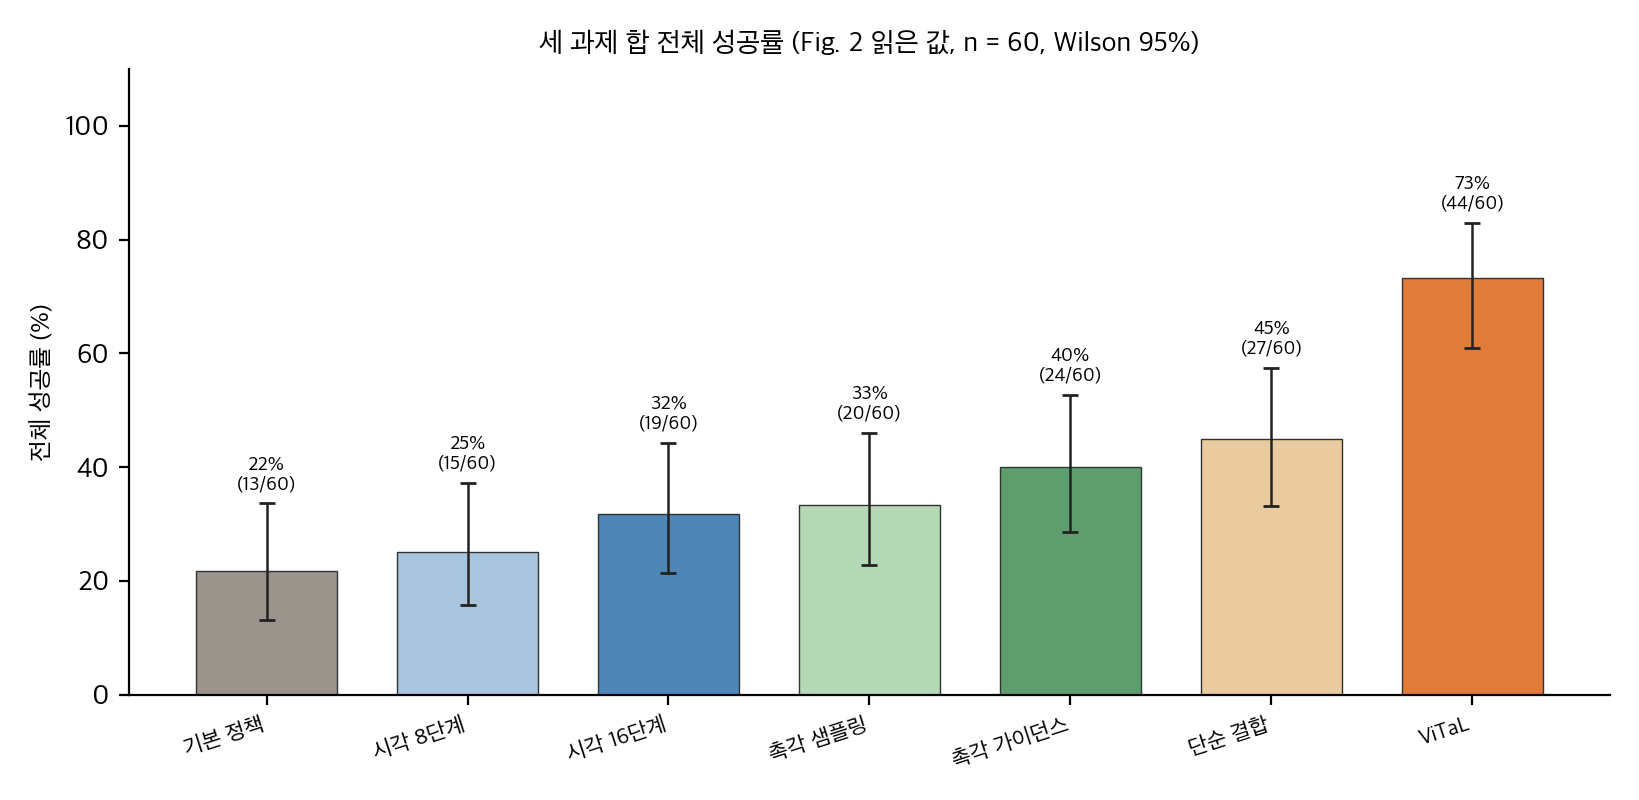 세 과제 합 전체 성공률 (Fig. 2 읽은 값, n = 60, Wilson 95%)
전체 성공률 (%)
100
80
60
40
20
0
22%
(13/60)
25%
(15/60)
32%
(19/60)
33%
(20/60)
40%
(24/60)
45%
(27/60)
73%
(44/60)
기본 정책
시각 8단계
시각 16단계
촉각 샘플링
촉각 가이던스
단순 결합
ViTaL